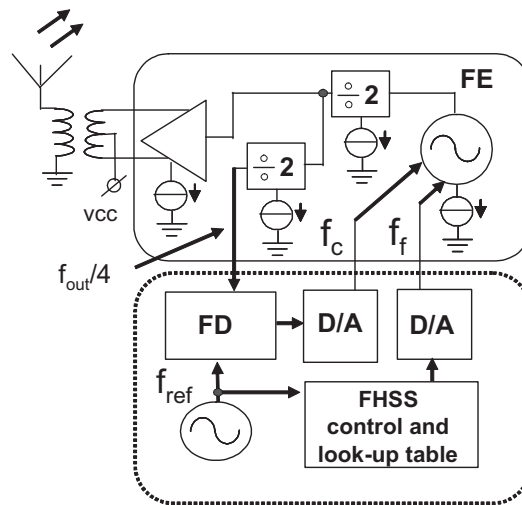 FE
÷ 2
÷ 2
vcc
f_c
f_f
f_out/4
FD
D/A
D/A
f_ref
FHSS
control and
look-up table